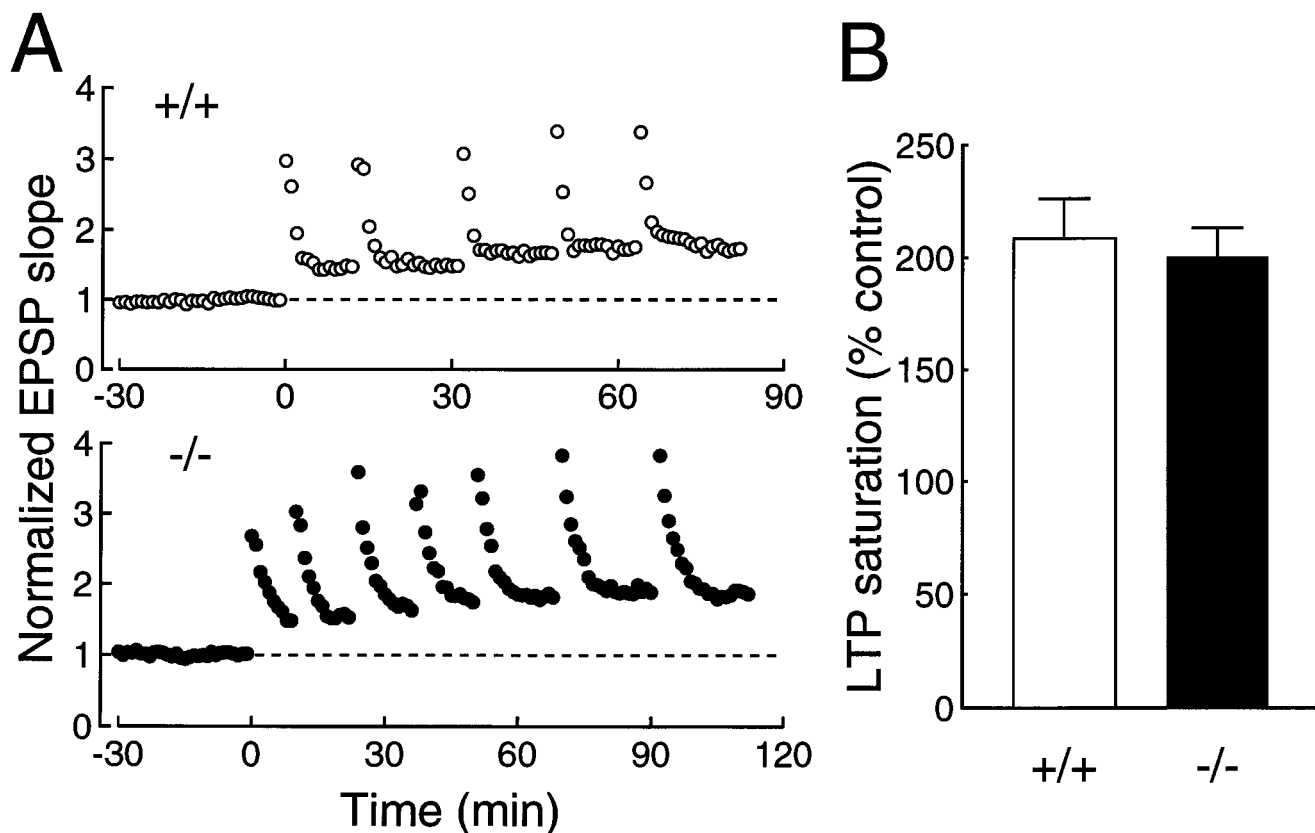 A
B
Normalized EPSP slope
+/+
4
3
2
1
0
-30 0 30 60 90
-/-
4
3
2
1
0
-30 0 30 60 90 120
Time (min)
LTP saturation (% control)
250
200
150
100
50
0
+/+ -/-